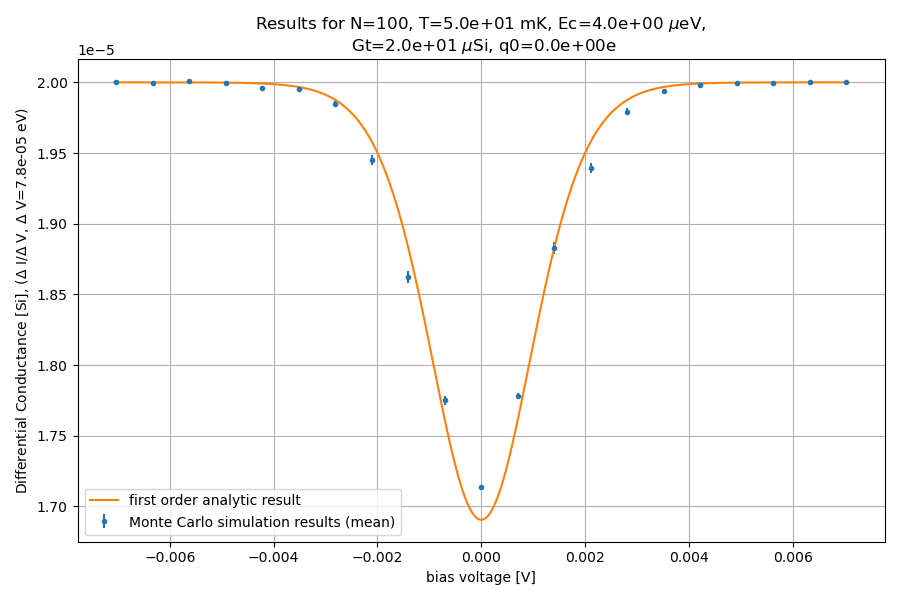 Results for N=100, T=5.0e+01 mK, Ec=4.0e+00 μeV,
Gt=2.0e+01 μSi, q0=0.0e+00e
1e−5
2.00
1.95
1.90
1.85
1.80
1.75
1.70
Differential Conductance [Si], (Δ I/Δ V, Δ V=7.8e-05 eV)
first order analytic result
Monte Carlo simulation results (mean)
−0.006
−0.004
−0.002
0.000
0.002
0.004
0.006
bias voltage [V]